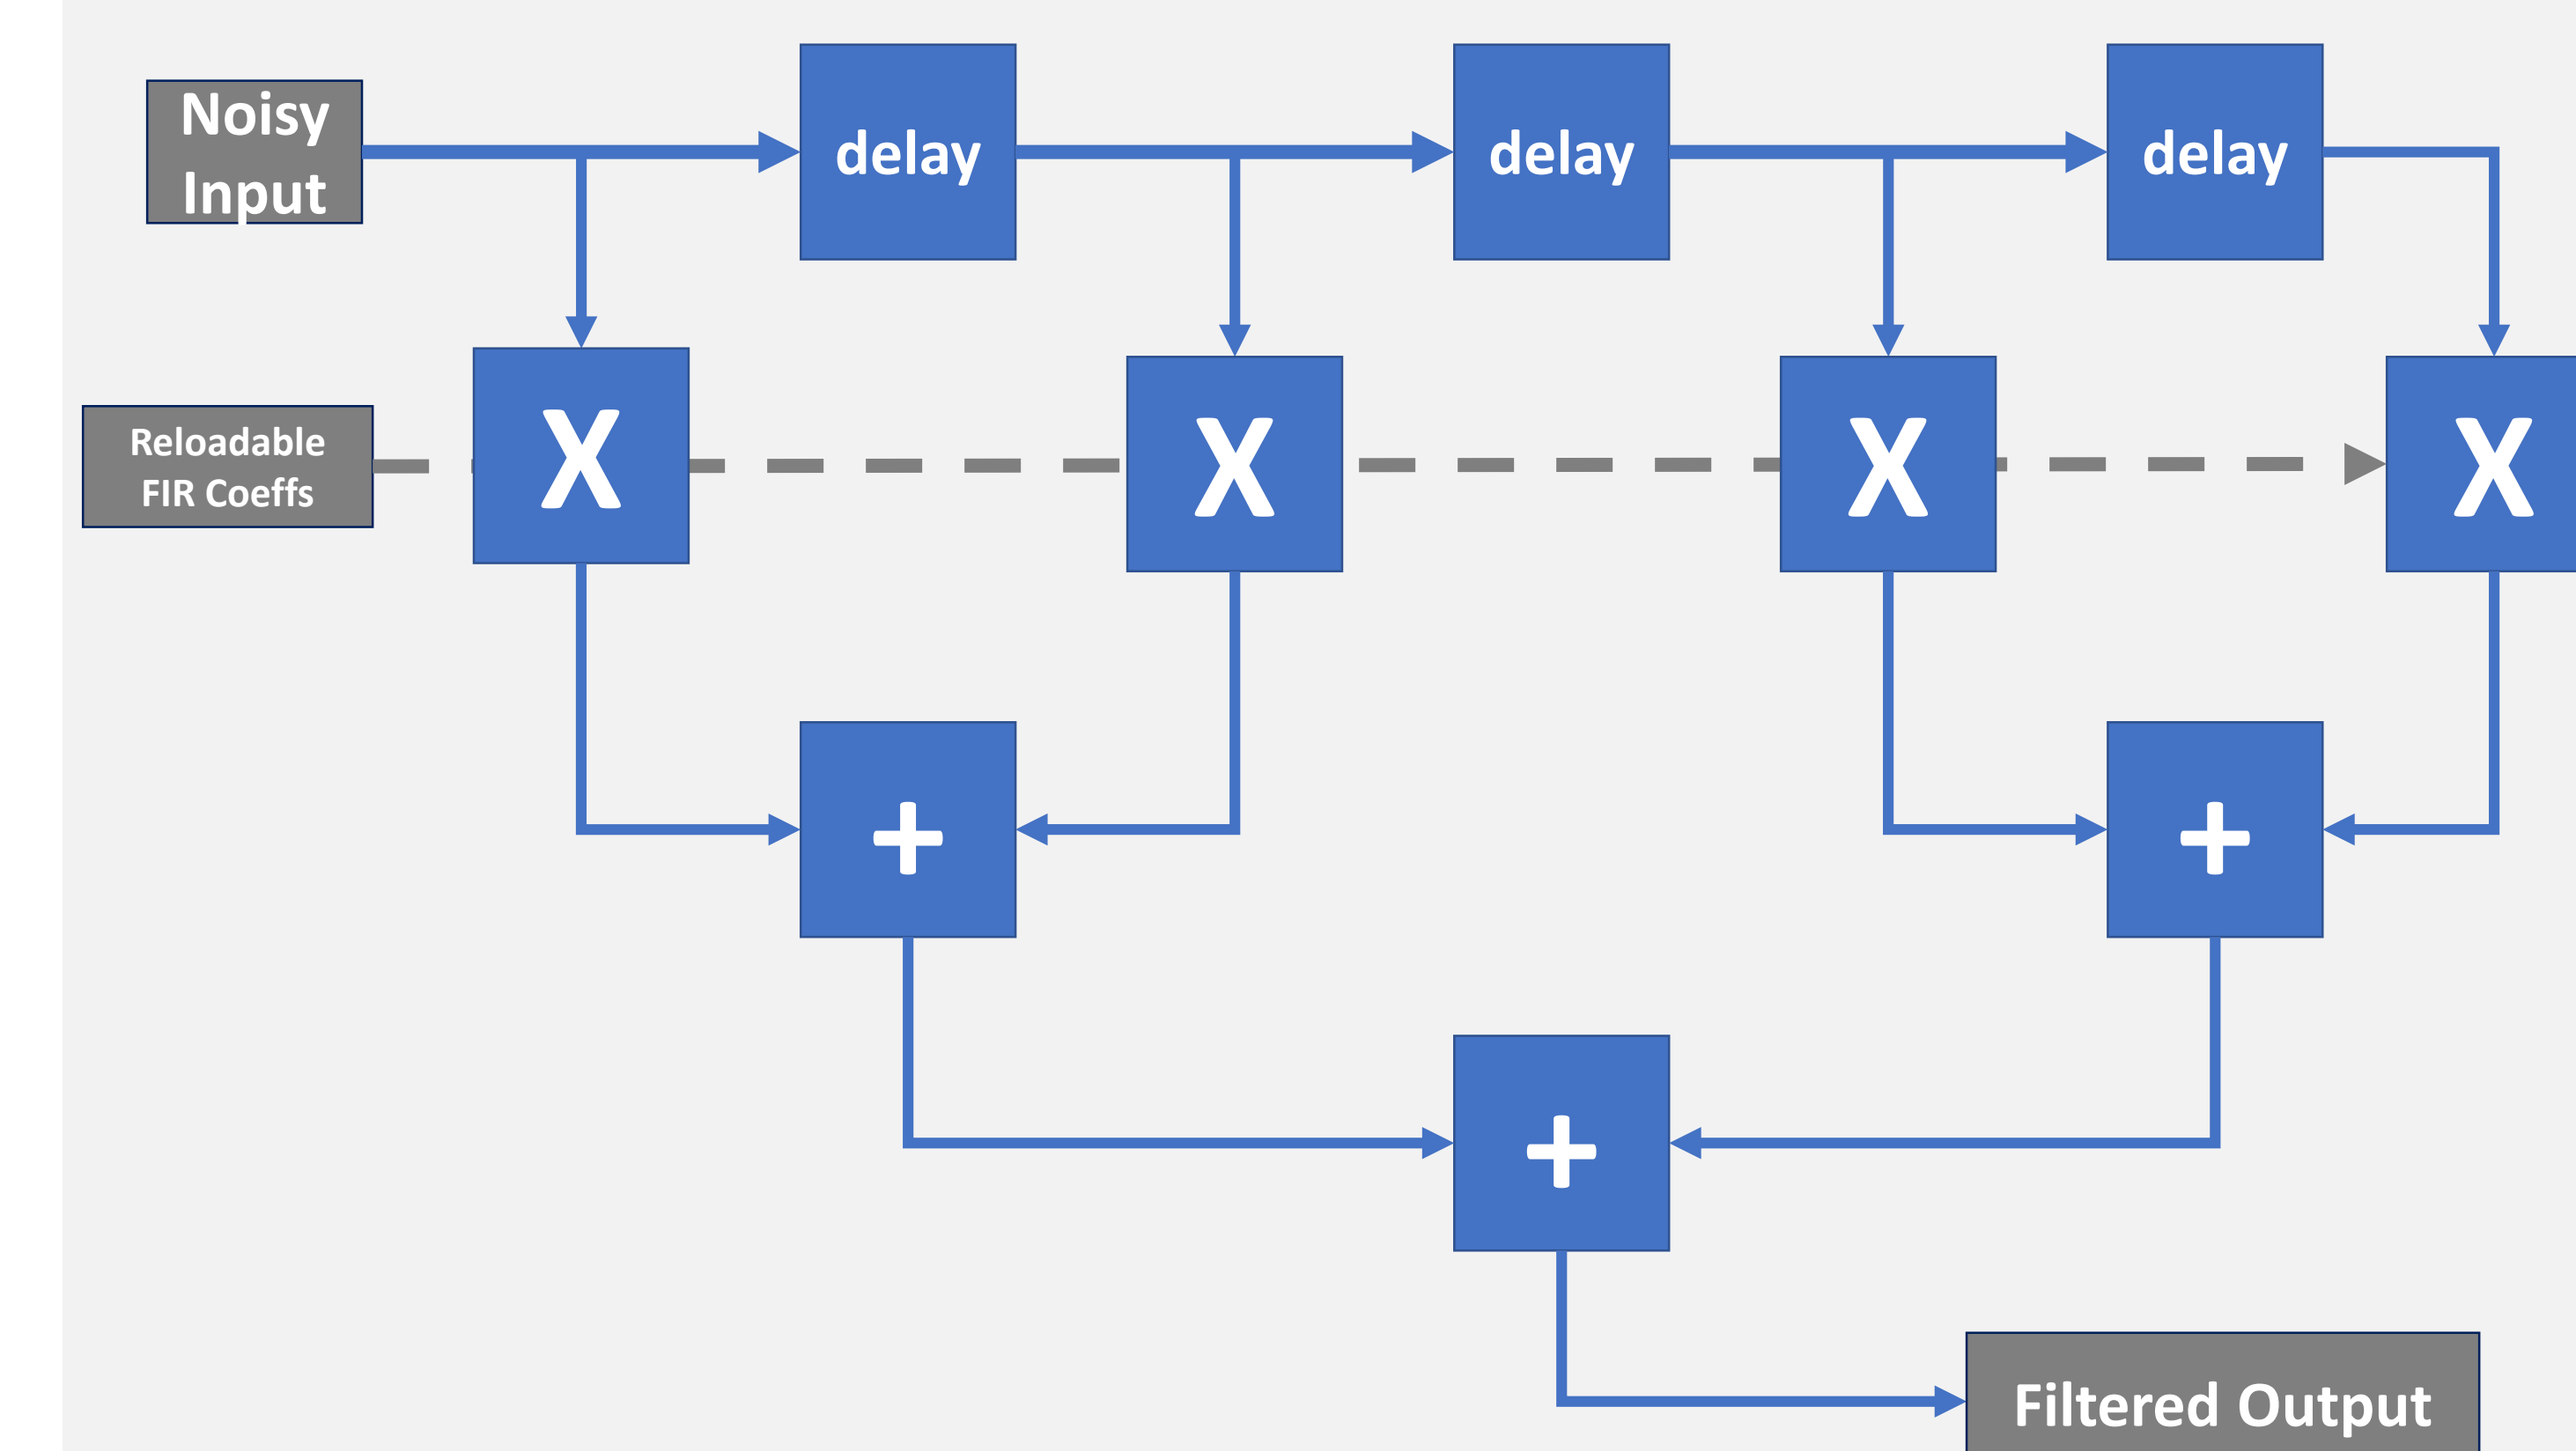 Noisy
Input
delay
delay
delay
Reloadable
FIR Coeffs
X
X
X
X
+
+
+
Filtered Output